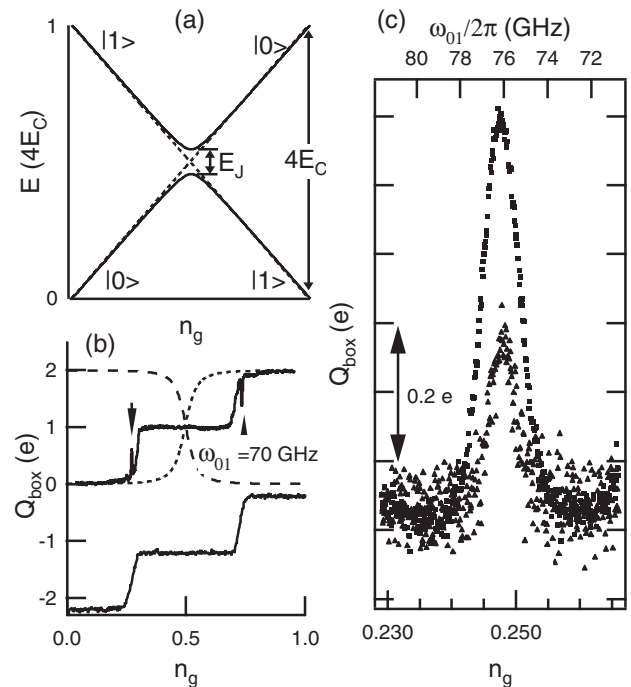 (a)
1
|1>
|0>
E (4E_C)
E_J
4E_C
|0>
|1>
0
n_g
(b)
2
1
0
-1
-2
Q_box (e)
ω_01 =70 GHz
0.0
0.5
1.0
n_g
(c)
ω_01/2π (GHz)
80 78 76 74 72
Q_box (e)
0.2 e
0.230
0.250
n_g